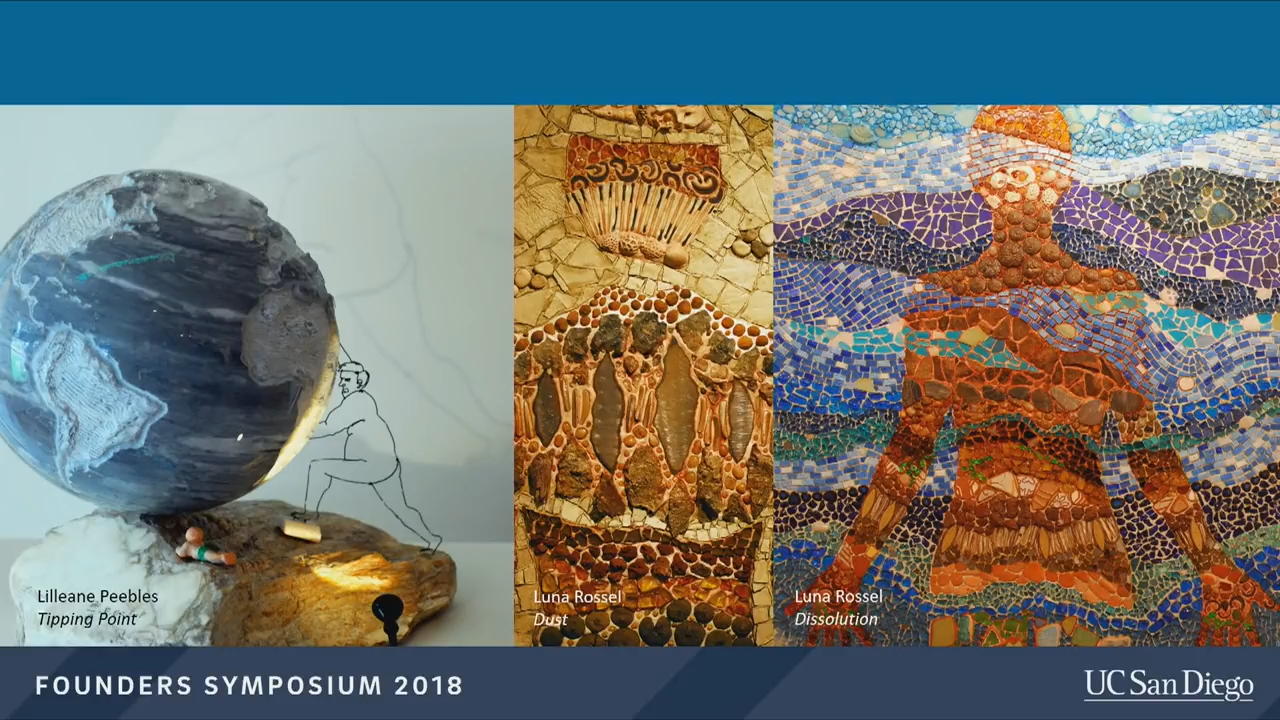 Lilleane Peebles
Tipping Point
Luna Rossel
Dust
Luna Rossel
Dissolution
FOUNDERS SYMPOSIUM 2018
UC San Diego